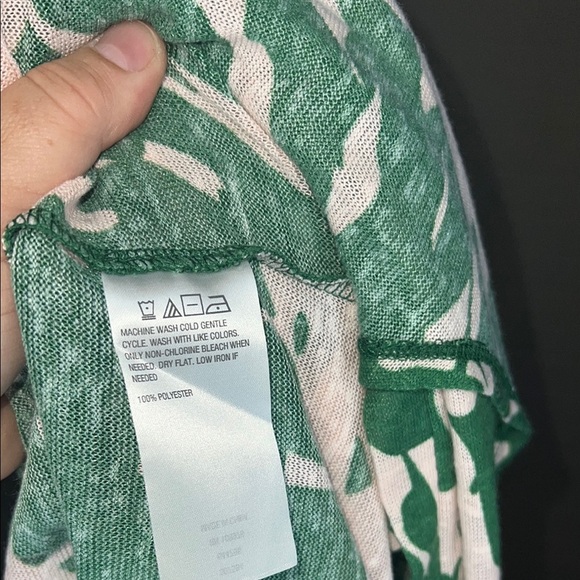 MACHINE WASH COLD GENTLE
CYCLE. WASH WITH LIKE COLORS.
ONLY NON-CHLORINE BLEACH WHEN
NEEDED. DRY FLAT. LOW IRON IF
NEEDED
100% POLYESTER